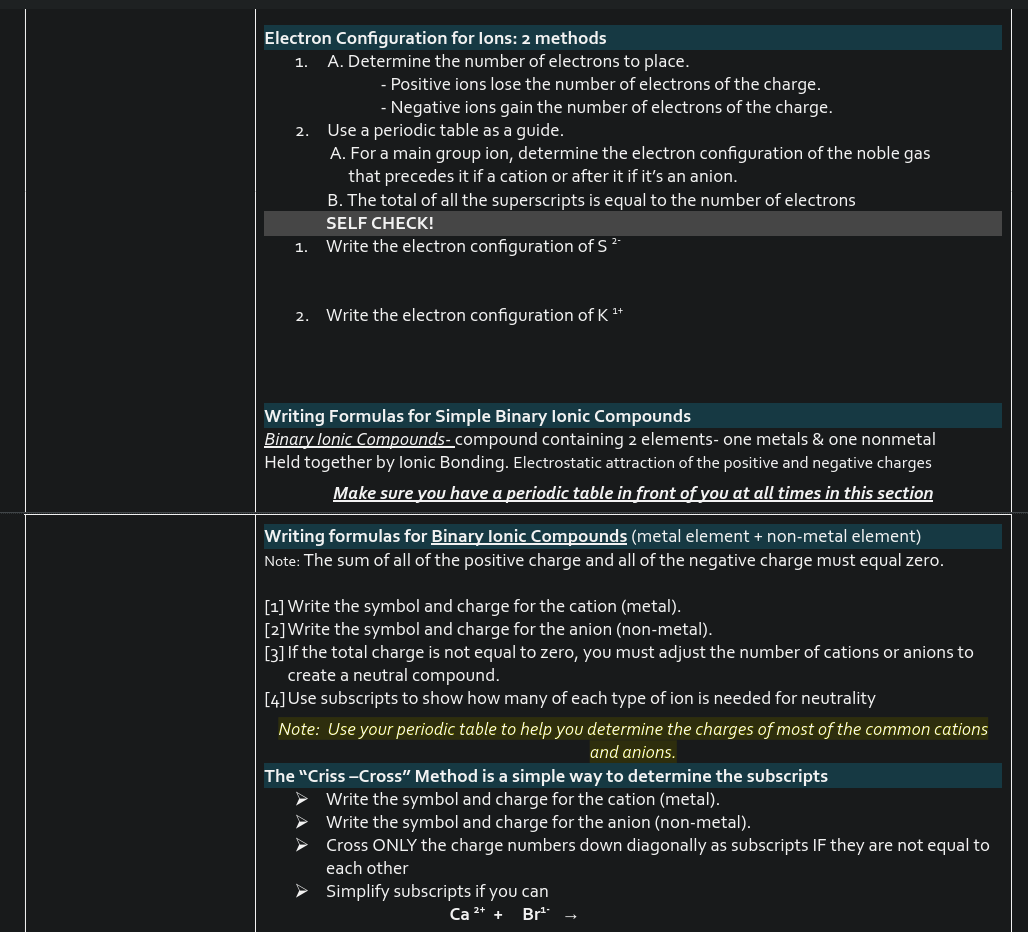 Electron Configuration for Ions: 2 methods
1. A. Determine the number of electrons to place.
- Positive ions lose the number of electrons of the charge.
- Negative ions gain the number of electrons of the charge.
2. Use a periodic table as a guide.
A. For a main group ion, determine the electron configuration of the noble gas
that precedes it if a cation or after it if it's an anion.
B. The total of all the superscripts is equal to the number of electrons
SELF CHECK!
1. Write the electron configuration of S ²⁻
2. Write the electron configuration of K ¹⁺
Writing Formulas for Simple Binary Ionic Compounds
Binary Ionic Compounds- compound containing 2 elements- one metals & one nonmetal
Held together by Ionic Bonding. Electrostatic attraction of the positive and negative charges
Make sure you have a periodic table in front of you at all times in this section
Writing formulas for Binary Ionic Compounds (metal element + non-metal element)
Note: The sum of all of the positive charge and all of the negative charge must equal zero.
[1] Write the symbol and charge for the cation (metal).
[2] Write the symbol and charge for the anion (non-metal).
[3] If the total charge is not equal to zero, you must adjust the number of cations or anions to
create a neutral compound.
[4] Use subscripts to show how many of each type of ion is needed for neutrality
Note: Use your periodic table to help you determine the charges of most of the common cations
and anions.
The “Criss –Cross” Method is a simple way to determine the subscripts
➢ Write the symbol and charge for the cation (metal).
➢ Write the symbol and charge for the anion (non-metal).
➢ Cross ONLY the charge numbers down diagonally as subscripts IF they are not equal to
each other
➢ Simplify subscripts if you can
Ca ²⁺ + Br¹⁻ →